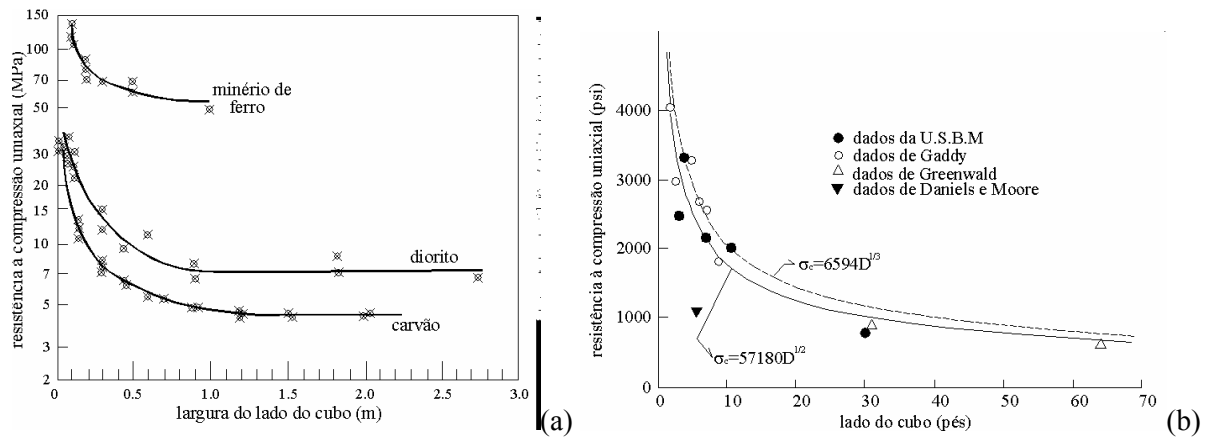 resistência à compressão uniaxial (MPa)
150
100
70
50
30
20
15
10
7
5
3
2
minério de
ferro
diorito
carvão
0
0.5
1.0
1.5
2.0
2.5
3.0
largura do lado do cubo (m)
(a)
resistência à compressão uniaxial (psi)
4000
3000
2000
1000
0
dados da U.S.B.M
dados de Gaddy
dados de Greenwald
dados de Daniels e Moore
σc=6594D1/3
σc=57180D1/2
0
10
20
30
40
50
60
70
lado do cubo (pés)
(b)